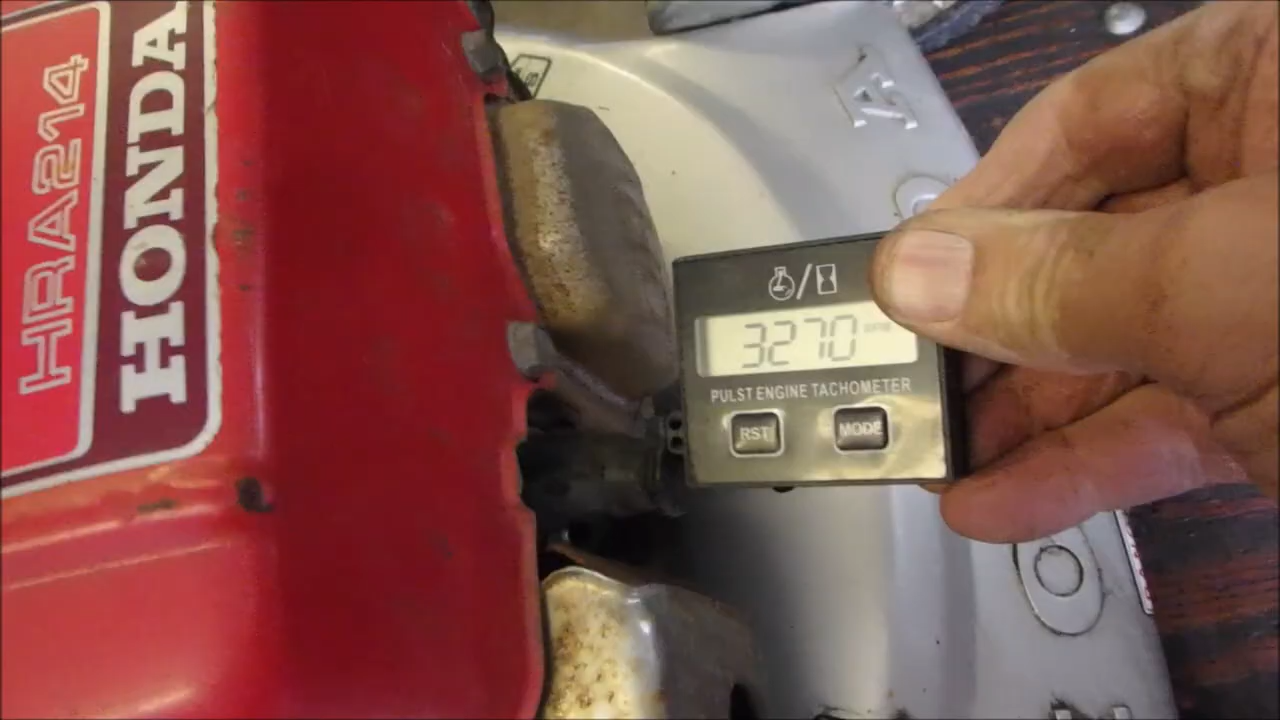 HRA214
HONDA
3270
PULST ENGINE TACHOMETER
RST
MODE
A
O